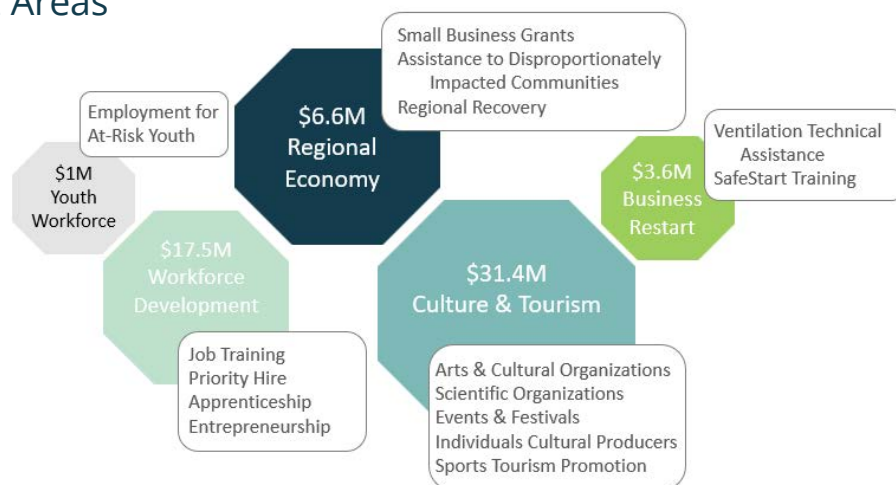 Areas
Small Business Grants
Assistance to Disproportionately
Impacted Communities
Regional Recovery
$6.6M
Regional
Economy
Employment for
At-Risk Youth
$1M
Youth
Workforce
Ventilation Technical
Assistance
SafeStart Training
$3.6M
Business
Restart
$17.5M
Workforce
Development
$31.4M
Culture & Tourism
Job Training
Priority Hire
Apprenticeship
Entrepreneurship
Arts & Cultural Organizations
Scientific Organizations
Events & Festivals
Individuals Cultural Producers
Sports Tourism Promotion